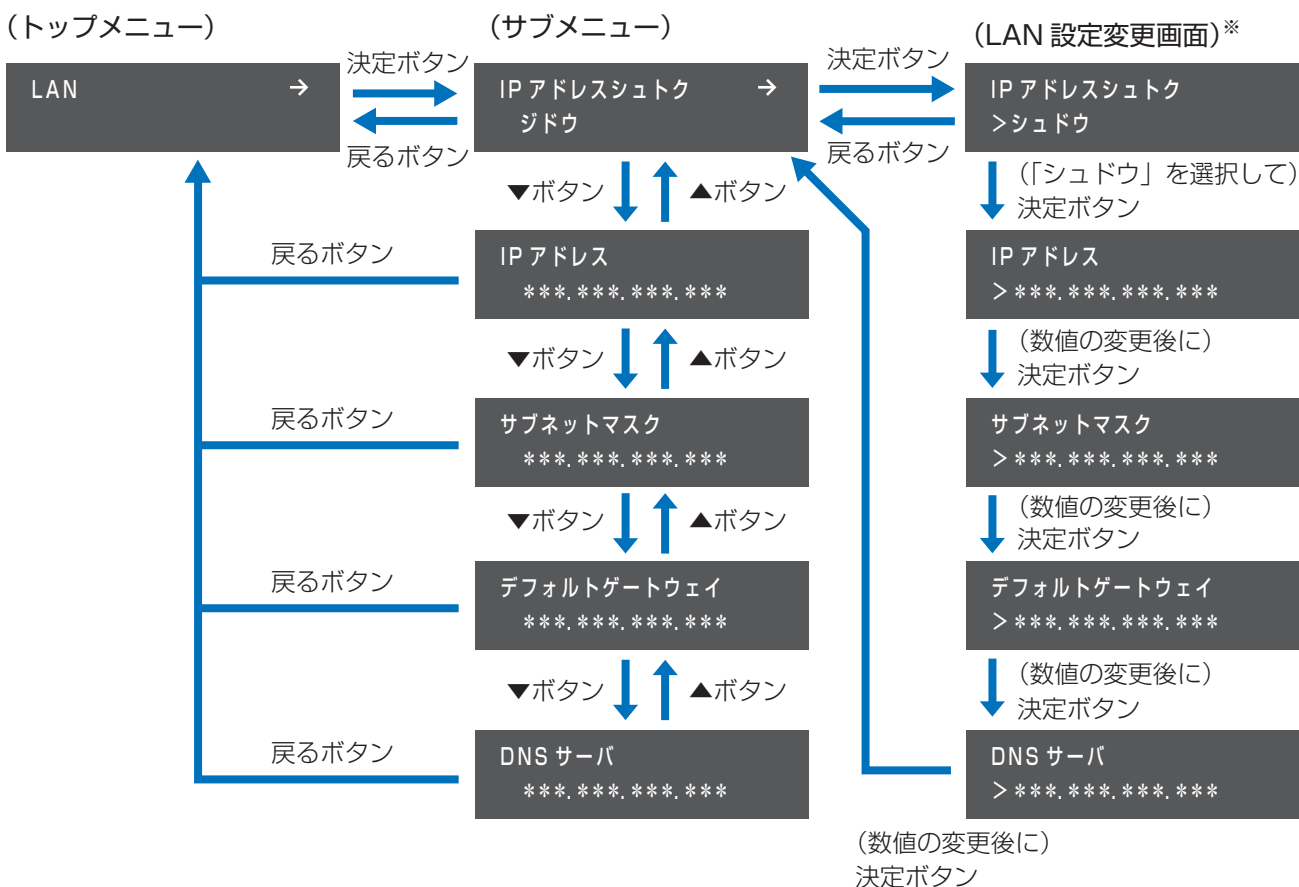 （トップメニュー）
（サブメニュー）
（LAN 設定変更画面）※
LAN →
決定ボタン
戻るボタン
IP アドレスシュトク →
ジドウ
決定ボタン
戻るボタン
IP アドレスシュトク
>シュドウ
▼ボタン
▲ボタン
（「シュドウ」を選択して）
決定ボタン
戻るボタン
IP アドレス
***.***.***.***
IP アドレス
>***.***.***.***
▼ボタン
▲ボタン
（数値の変更後に）
決定ボタン
戻るボタン
サブネットマスク
***.***.***.***
サブネットマスク
>***.***.***.***
▼ボタン
▲ボタン
（数値の変更後に）
決定ボタン
戻るボタン
デフォルトゲートウェイ
***.***.***.***
デフォルトゲートウェイ
>***.***.***.***
▼ボタン
▲ボタン
（数値の変更後に）
決定ボタン
戻るボタン
DNS サーバ
***.***.***.***
DNS サーバ
>***.***.***.***
（数値の変更後に）
決定ボタン